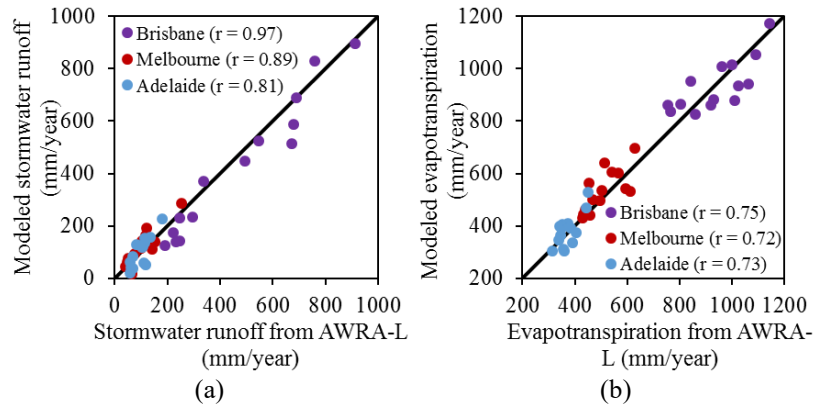 1000
800
600
400
200
0
Modeled stormwater runoff
(mm/year)
Brisbane (r = 0.97)
Melbourne (r = 0.89)
Adelaide (r = 0.81)
0 200 400 600 800 1000
Stormwater runoff from AWRA-L
(mm/year)
(a)
1200
1000
800
600
400
200
Modeled evapotranspiration
(mm/year)
Brisbane (r = 0.75)
Melbourne (r = 0.72)
Adelaide (r = 0.73)
200 400 600 800 1000 1200
Evapotranspiration from AWRA-
L (mm/year)
(b)